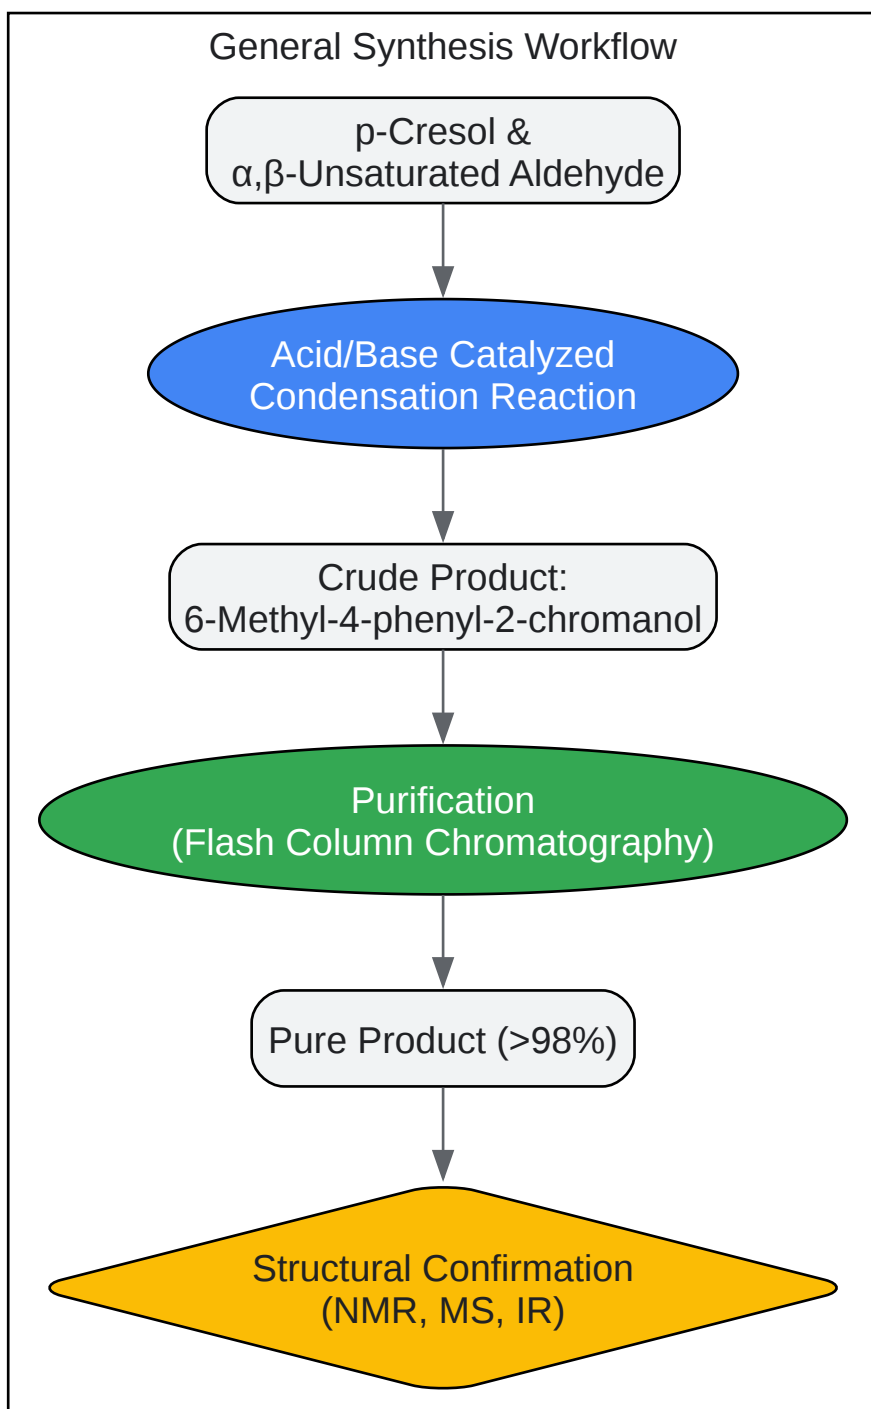 General Synthesis Workflow
p-Cresol &
α,β-Unsaturated Aldehyde
Acid/Base Catalyzed
Condensation Reaction
Crude Product:
6-Methyl-4-phenyl-2-chromanol
Purification
(Flash Column Chromatography)
Pure Product (>98%)
Structural Confirmation
(NMR, MS, IR)